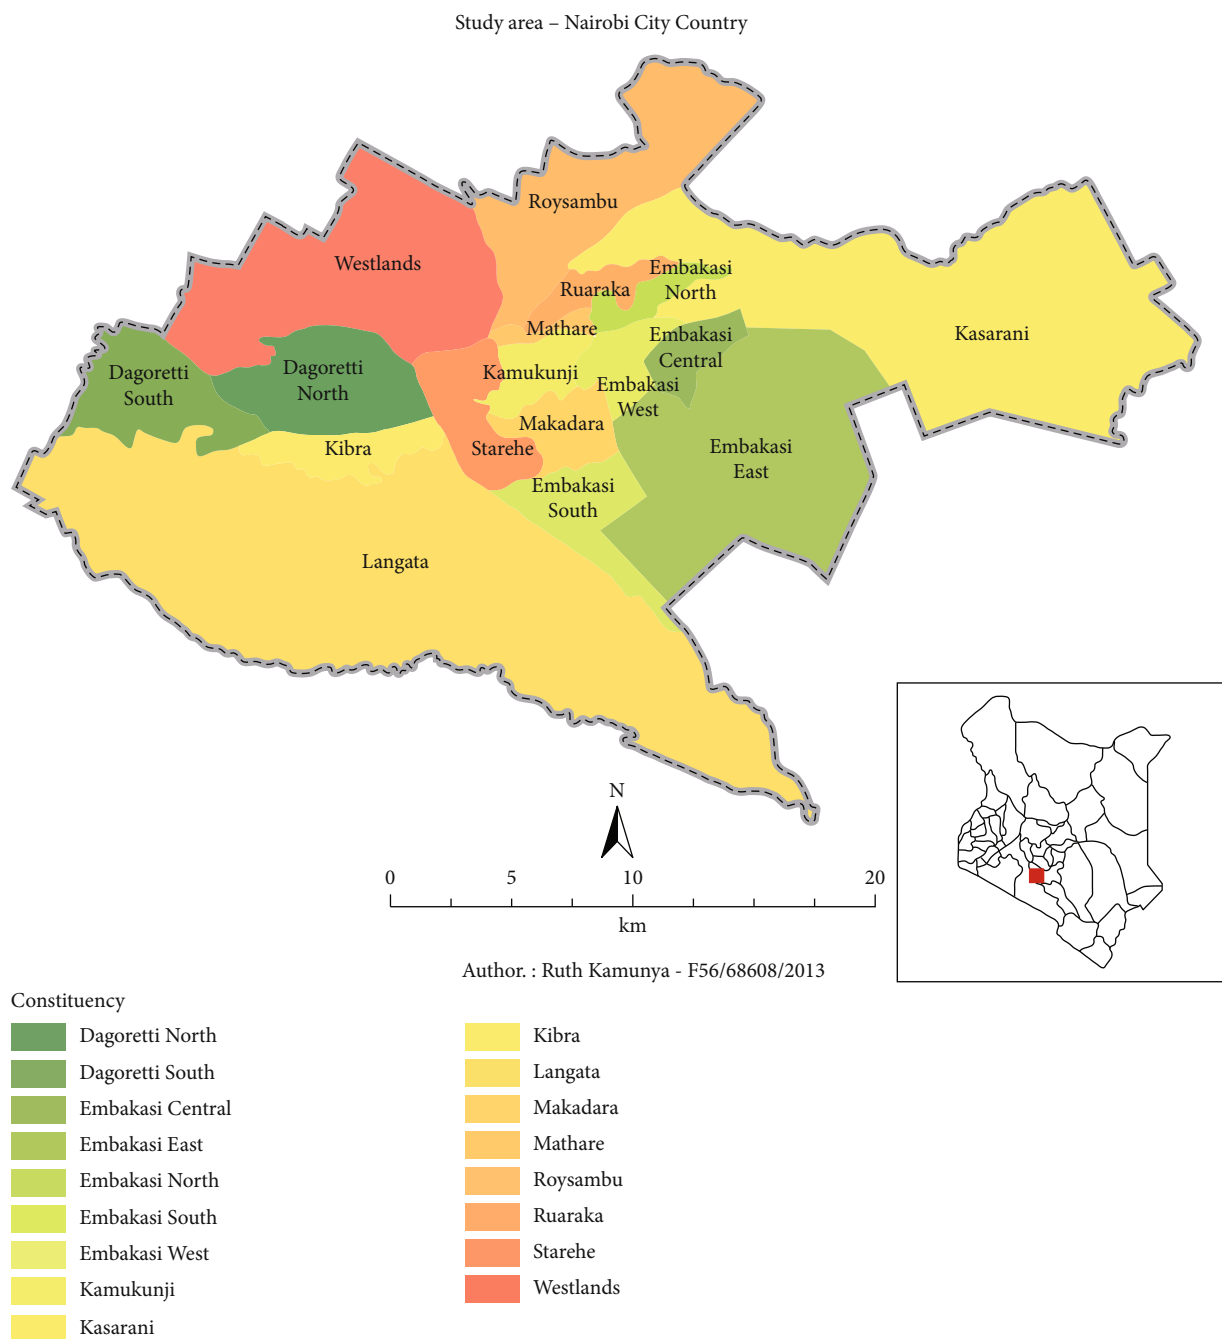 Study area – Nairobi City Country
Roysambu
Westlands
Embakasi
North
Ruaraka
Mathare
Kasarani
Embakasi
Central
Dagoretti
South
Dagoretti
North
Kamukunji
Embakasi
West
Makadara
Kibra
Starehe
Embakasi
East
Embakasi
South
Langata
N
0 5 10 20
km
Author. : Ruth Kamunya - F56/68608/2013
Constituency
Dagoretti North
Dagoretti South
Embakasi Central
Embakasi East
Embakasi North
Embakasi South
Embakasi West
Kamukunji
Kasarani
Kibra
Langata
Makadara
Mathare
Roysambu
Ruaraka
Starehe
Westlands